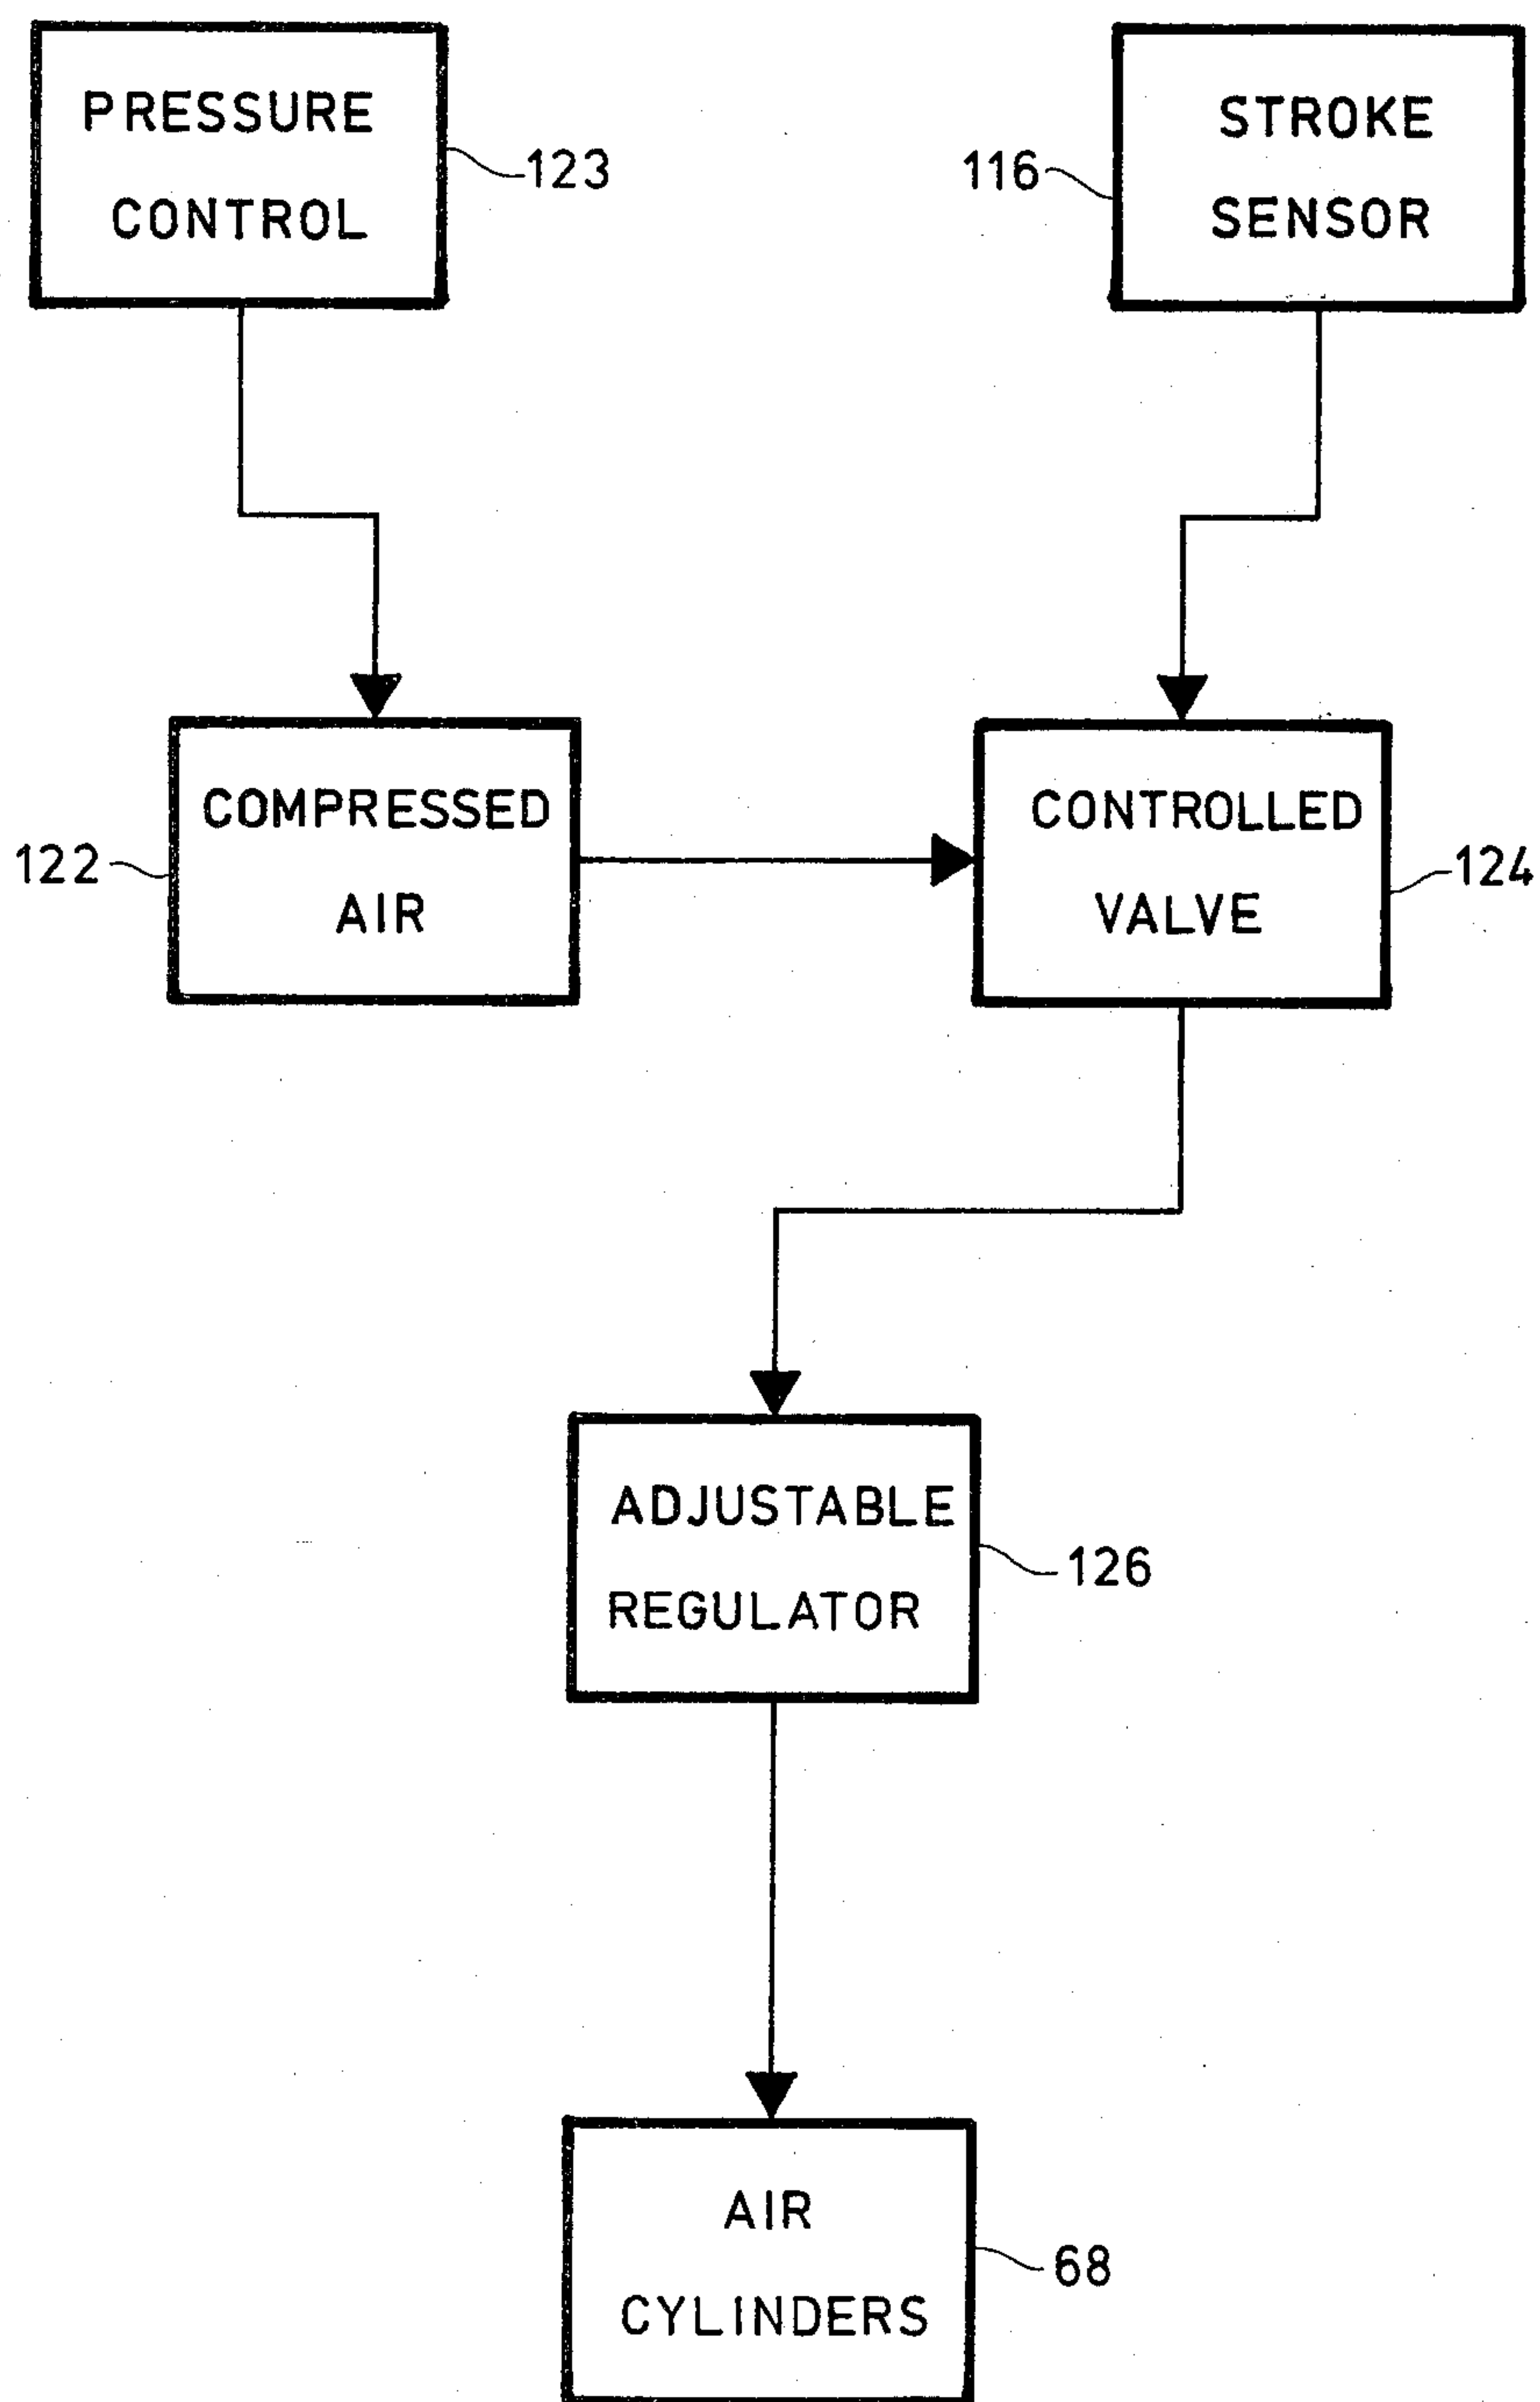 PRESSURE
CONTROL
123
116
STROKE
SENSOR
COMPRESSED
AIR
122
CONTROLLED
VALVE
124
ADJUSTABLE
REGULATOR
126
AIR
CYLINDERS
68